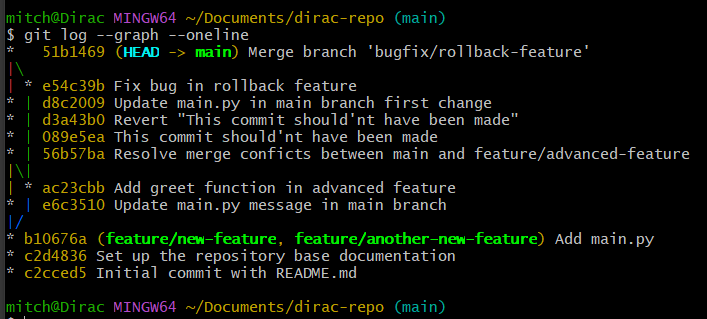 mitch@Dirac MINGW64 ~/Documents/dirac-repo (main)
$ git log --graph --oneline
*   51b1469 (HEAD -> main) Merge branch 'bugfix/rollback-feature'
|\
| * e54c39b Fix bug in rollback feature
* | d8c2009 Update main.py in main branch first change
* | d3a43b0 Revert "This commit should'nt have been made"
* | 089e5ea This commit should'nt have been made
* | 56b57ba Resolve merge conficts between main and feature/advanced-feature
|\|
| * ac23cbb Add greet function in advanced feature
* | e6c3510 Update main.py message in main branch
|/
* b10676a (feature/new-feature, feature/another-new-feature) Add main.py
* c2d4836 Set up the repository base documentation
* c2cced5 Initial commit with README.md
mitch@Dirac MINGW64 ~/Documents/dirac-repo (main)